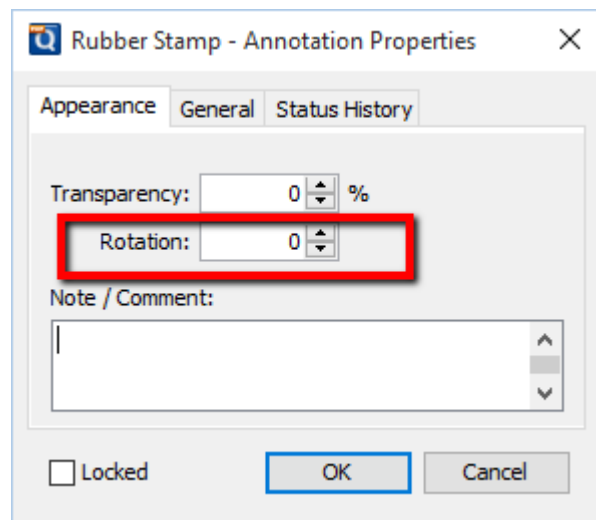 Rubber Stamp - Annotation Properties
Appearance General Status History
Transparency: 0 %
Rotation: 0
Note / Comment:
Locked OK Cancel